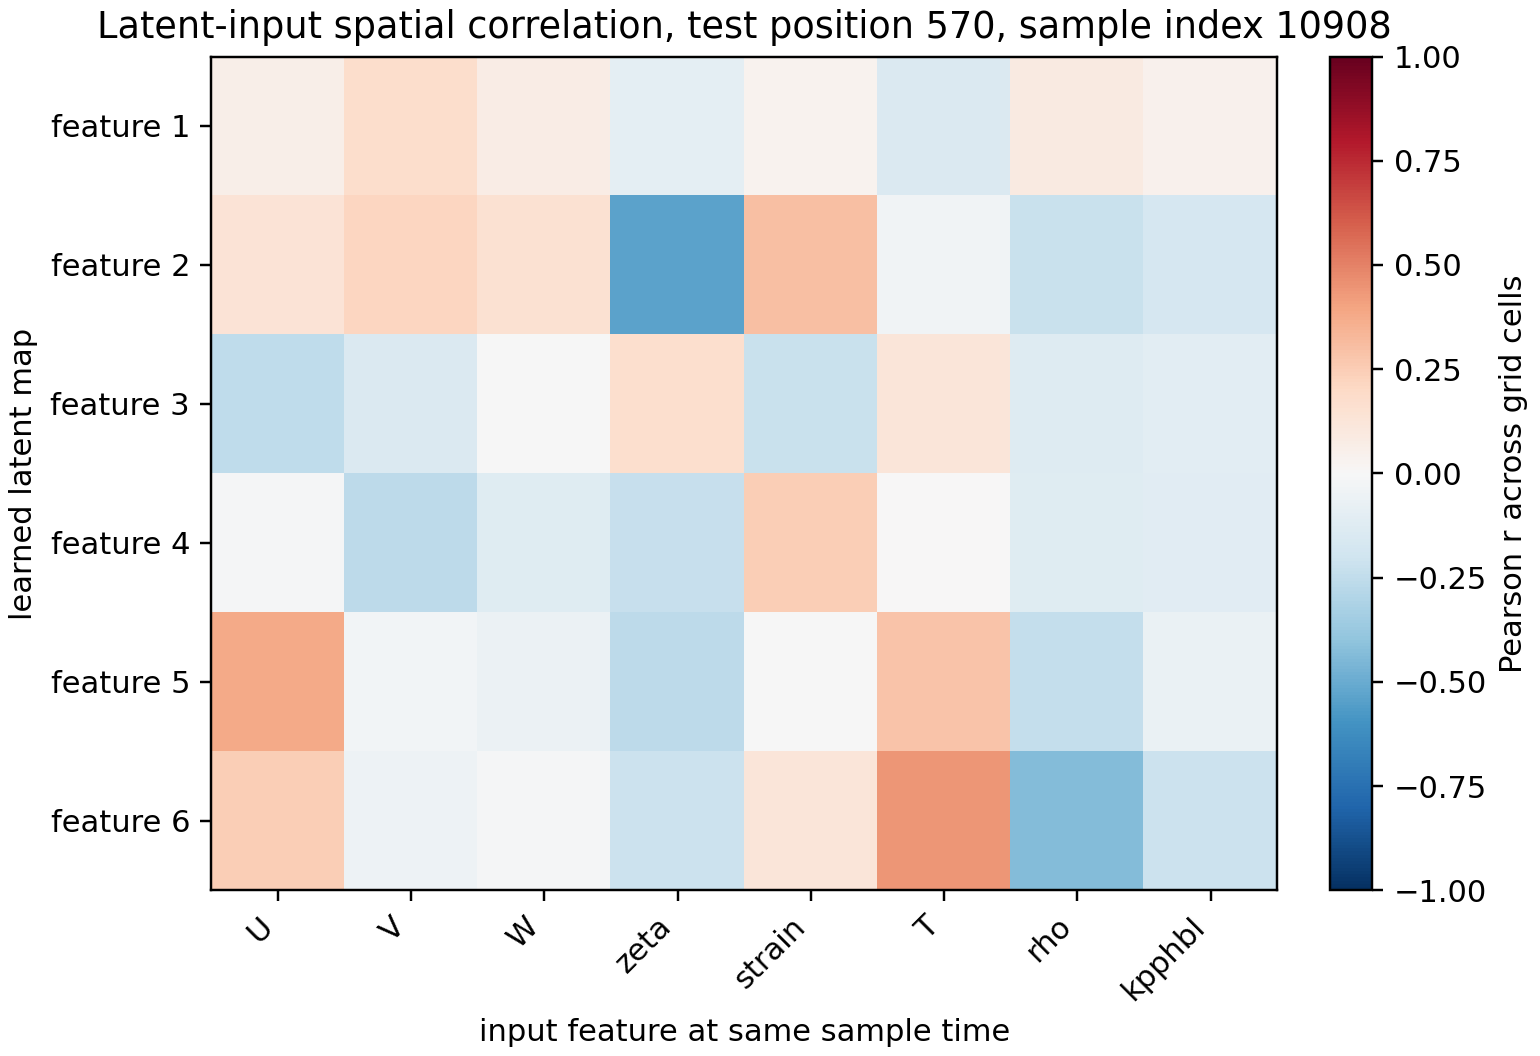 Latent-input spatial correlation, test position 570, sample index 10908
feature 1
feature 2
feature 3
feature 4
feature 5
feature 6
learned latent map
U
V
W
zeta
strain
T
rho
kpphbl
input feature at same sample time
1.00
0.75
0.50
0.25
0.00
−0.25
−0.50
−0.75
−1.00
Pearson r across grid cells